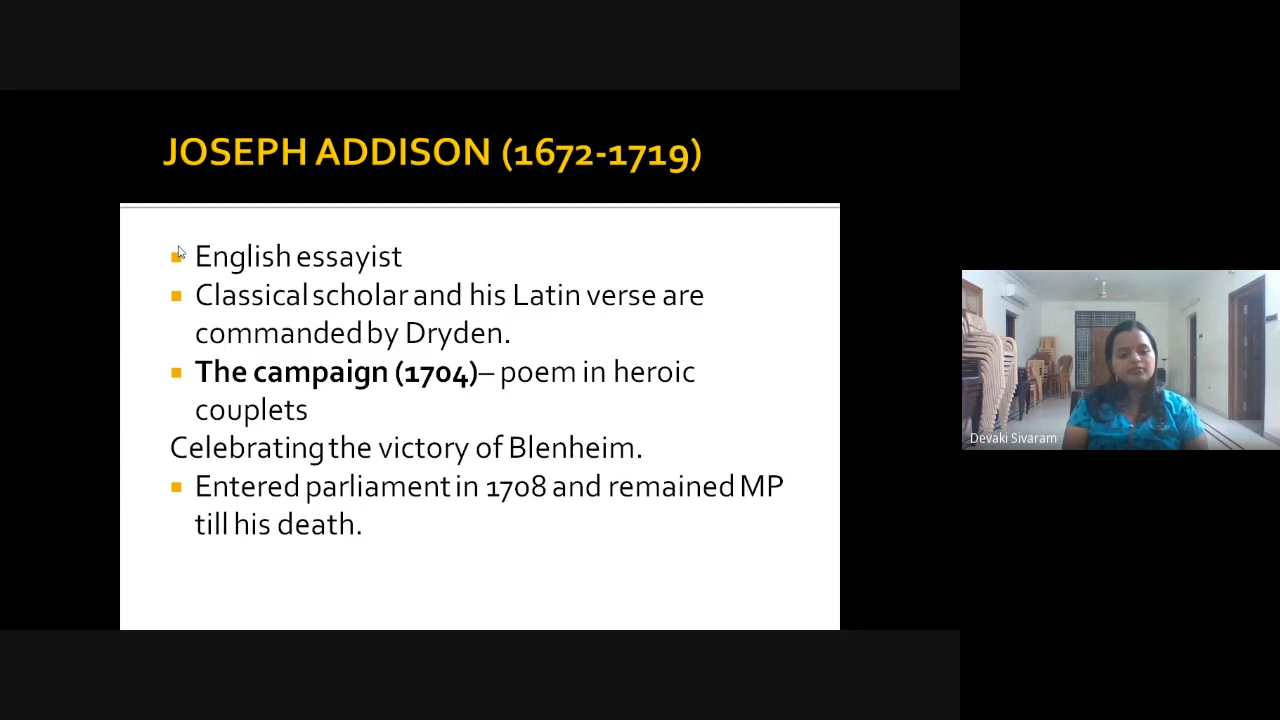 JOSEPH ADDISON (1672-1719)
English essayist
Classical scholar and his Latin verse are
commanded by Dryden.
The campaign (1704)– poem in heroic
couplets
Celebrating the victory of Blenheim.
Entered parliament in 1708 and remained MP
till his death.
Devaki Sivaram